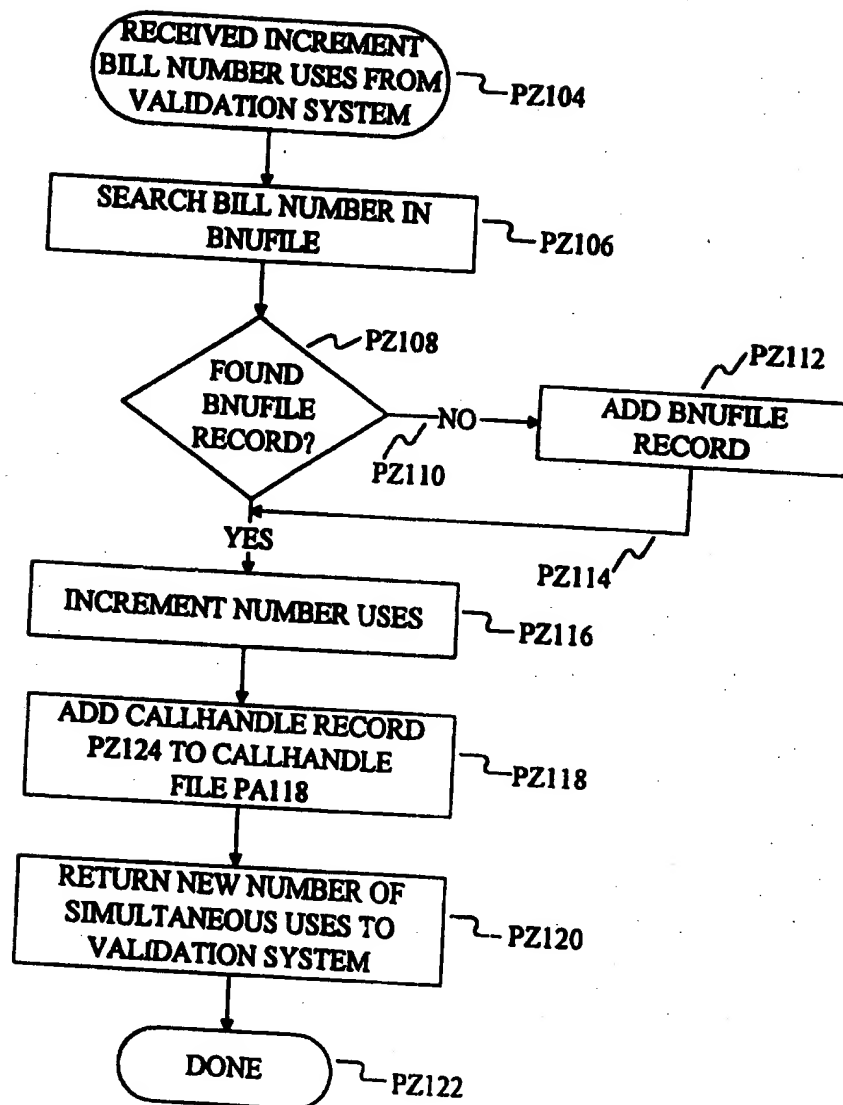 RECEIVED INCREMENT
BILL NUMBER USES FROM
VALIDATION SYSTEM
PZ104
SEARCH BILL NUMBER IN
BNUFILE
PZ106
PZ108
FOUND
BNUFILE
RECORD?
NO
PZ110
PZ112
ADD BNUFILE
RECORD
PZ114
YES
INCREMENT NUMBER USES
PZ116
ADD CALLHANDLE RECORD
PZ124 TO CALLHANDLE
FILE PA118
PZ118
RETURN NEW NUMBER OF
SIMULTANEOUS USES TO
VALIDATION SYSTEM
PZ120
DONE
PZ122